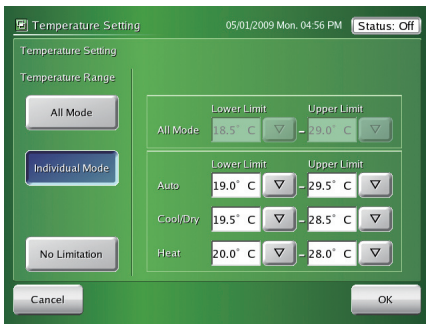 Temperature Setting 05/01/2009 Mon. 04:56 PM Status: Off
Temperature Setting
Temperature Range
All Mode
Individual Mode
No Limitation
Lower Limit Upper Limit
All Mode 18.5° C – 29.0° C
Lower Limit Upper Limit
Auto 19.0° C – 29.5° C
Cool/Dry 19.5° C – 28.5° C
Heat 20.0° C – 28.0° C
Cancel OK